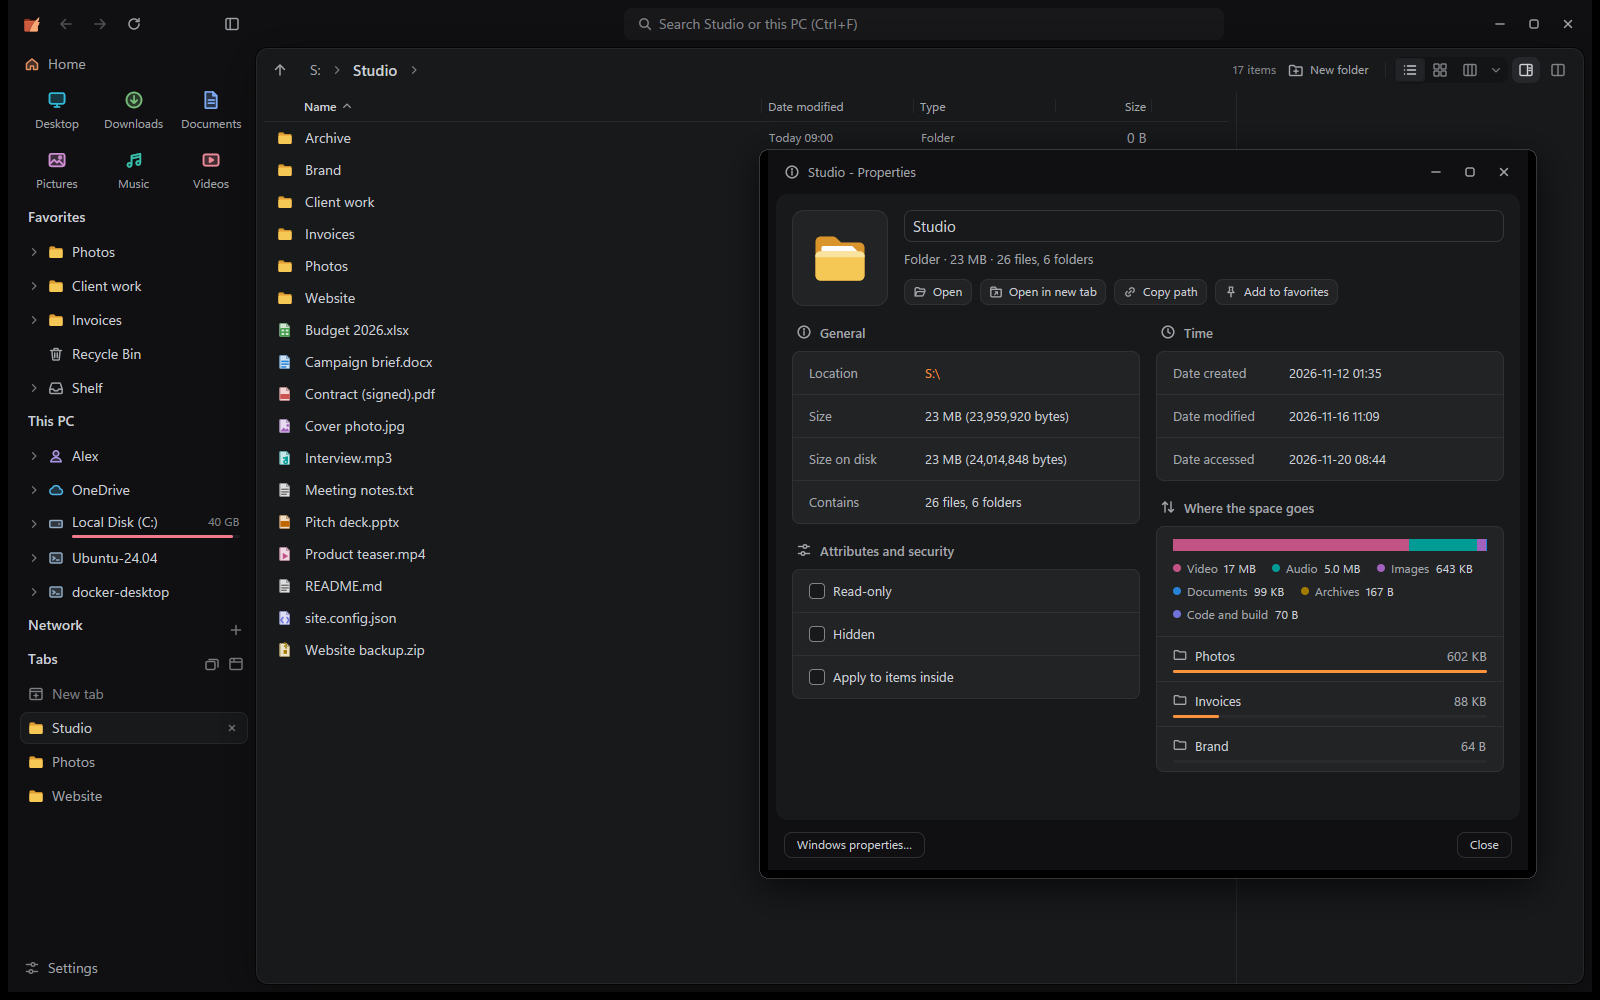 Search Studio or this PC (Ctrl+F)
Home
Desktop
Downloads
Documents
Pictures
Music
Videos
Favorites
Photos
Client work
Invoices
Recycle Bin
Shelf
This PC
Alex
OneDrive
Local Disk (C:) 40 GB
Ubuntu-24.04
docker-desktop
Network
Tabs
New tab
Studio
Photos
Website
Settings
S: Studio
17 items
New folder
Name Date modified Type Size
Archive Today 09:00 Folder 0 B
Brand
Client work
Invoices
Photos
Website
Budget 2026.xlsx
Campaign brief.docx
Contract (signed).pdf
Cover photo.jpg
Interview.mp3
Meeting notes.txt
Pitch deck.pptx
Product teaser.mp4
README.md
site.config.json
Website backup.zip
Studio - Properties
Studio
Folder · 23 MB · 26 files, 6 folders
Open
Open in new tab
Copy path
Add to favorites
General
Location S:\
Size 23 MB (23,959,920 bytes)
Size on disk 23 MB (24,014,848 bytes)
Contains 26 files, 6 folders
Attributes and security
Read-only
Hidden
Apply to items inside
Time
Date created 2026-11-12 01:35
Date modified 2026-11-16 11:09
Date accessed 2026-11-20 08:44
Where the space goes
Video 17 MB Audio 5.0 MB Images 643 KB
Documents 99 KB Archives 167 B
Code and build 70 B
Photos 602 KB
Invoices 88 KB
Brand 64 B
Windows properties...
Close